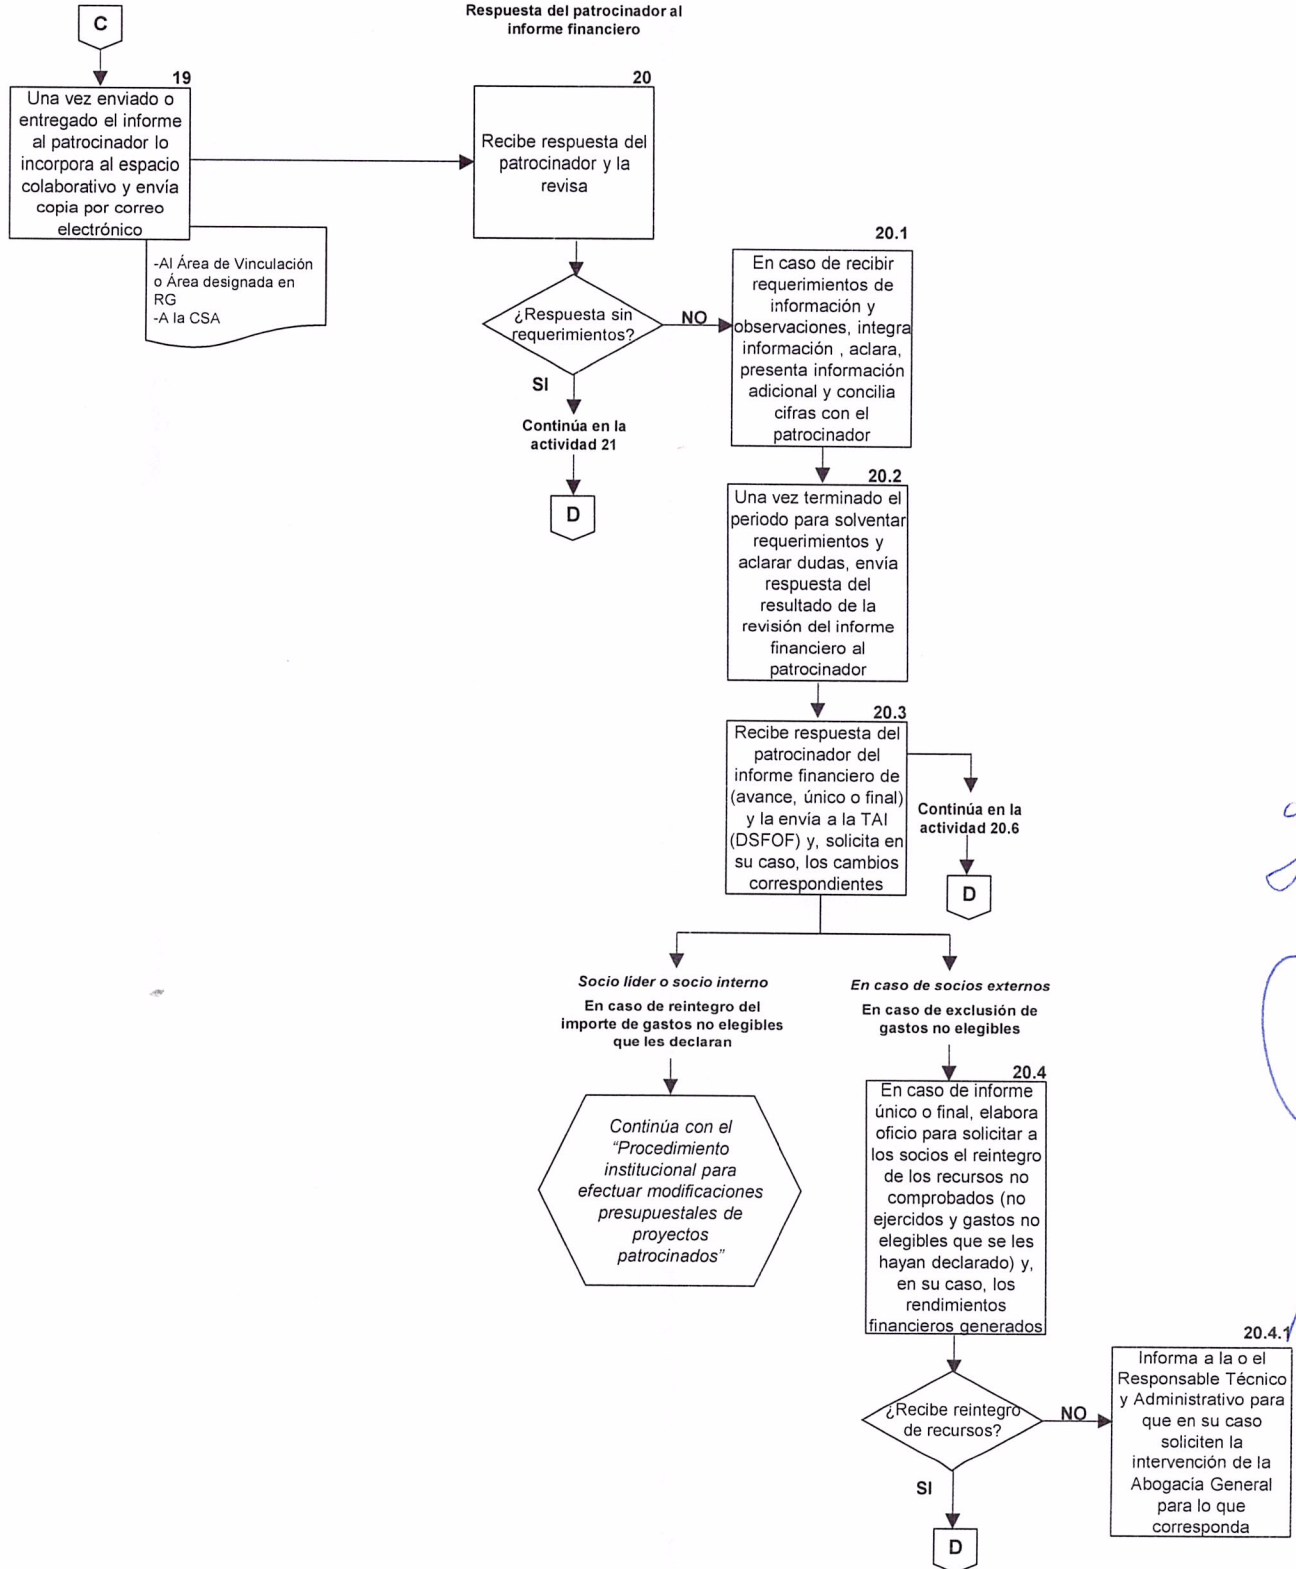 Respuesta del patrocinador al
informe financiero
C
19
Una vez enviado o
entregado el informe
al patrocinador lo
incorpora al espacio
colaborativo y envía
copia por correo
electrónico
-Al Área de Vinculación
o Área designada en
RG
-A la CSA
20
Recibe respuesta del
patrocinador y la
revisa
¿Respuesta sin
requerimientos?
NO
SI
Continúa en la
actividad 21
D
20.1
En caso de recibir
requerimientos de
información y
observaciones, integra
información , aclara,
presenta información
adicional y concilia
cifras con el
patrocinador
20.2
Una vez terminado el
periodo para solventar
requerimientos y
aclarar dudas, envía
respuesta del
resultado de la
revisión del informe
financiero al
patrocinador
20.3
Recibe respuesta del
patrocinador del
informe financiero de
(avance, único o final)
y la envía a la TAI
(DSFOF) y, solicita en
su caso, los cambios
correspondientes
Continúa en la
actividad 20.6
D
Socio lider o socio interno
En caso de reintegro del
importe de gastos no elegibles
que les declaran
Continúa con el
“Procedimiento
institucional para
efectuar modificaciones
presupuestales de
proyectos
patrocinados”
En caso de socios externos
En caso de exclusión de
gastos no elegibles
20.4
En caso de informe
único o final, elabora
oficio para solicitar a
los socios el reintegro
de los recursos no
comprobados (no
ejercidos y gastos no
elegibles que se les
hayan declarado) y,
en su caso, los
rendimientos
financieros generados
¿Recibe reintegro
de recursos?
NO
SI
D
20.4.1
Informa a la o el
Responsable Técnico
y Administrativo para
que en su caso
soliciten la
intervención de la
Abogacía General
para lo que
corresponda